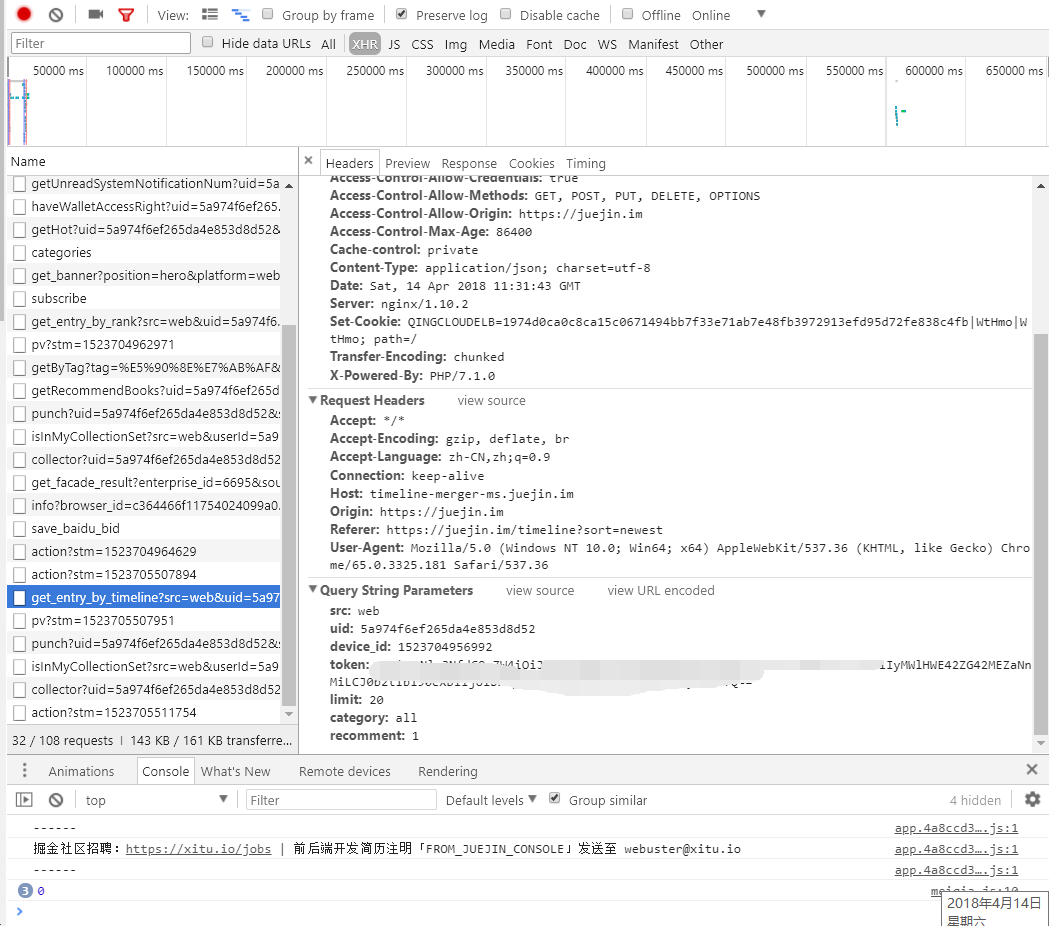 View: Group by frame Preserve log Disable cache Offline Online
Filter Hide data URLs All XHR JS CSS Img Media Font Doc WS Manifest Other
50000 ms 100000 ms 150000 ms 200000 ms 250000 ms 300000 ms 350000 ms 400000 ms 450000 ms 500000 ms 550000 ms 600000 ms 650000 ms
Name
getUnreadSystemNotificationNum?uid=5a
haveWalletAccessRight?uid=5a974f6ef265.
getHot?uid=5a974f6ef265da4e853d8d52&
categories
get_banner?position=hero&platform=web
subscribe
get_entry_by_rank?src=web&uid=5a974f6.
pv?stm=1523704962971
getByTag?tag=%E5%90%8E%E7%AB%AF&
getRecommendBooks?uid=5a974f6ef265d
punch?uid=5a974f6ef265da4e853d8d52&s
isInMyCollectionSet?src=web&userId=5a9
collector?uid=5a974f6ef265da4e853d8d52
get_facade_result?enterprise_id=6695&sou
info?browser_id=c364466f11754024099a0.
save_baidu_bid
action?stm=1523704964629
action?stm=1523705507894
get_entry_by_timeline?src=web&uid=5a97
pv?stm=1523705507951
punch?uid=5a974f6ef265da4e853d8d52&s
isInMyCollectionSet?src=web&userId=5a9
collector?uid=5a974f6ef265da4e853d8d52
action?stm=1523705511754
32 / 108 requests | 143 KB / 161 KB transferre...
× Headers Preview Response Cookies Timing
Access-Control-Allow-Credentials: true
Access-Control-Allow-Methods: GET, POST, PUT, DELETE, OPTIONS
Access-Control-Allow-Origin: https://juejin.im
Access-Control-Max-Age: 86400
Cache-control: private
Content-Type: application/json; charset=utf-8
Date: Sat, 14 Apr 2018 11:31:43 GMT
Server: nginx/1.10.2
Set-Cookie: QINGCLOUDELB=1974d0ca0c8ca15c0671494bb7f33e71ab7e48fb3972913efd95d72fe838c4fb|WtHmo|W
tHmo; path=/
Transfer-Encoding: chunked
X-Powered-By: PHP/7.1.0
Request Headers view source
Accept: */*
Accept-Encoding: gzip, deflate, br
Accept-Language: zh-CN,zh;q=0.9
Connection: keep-alive
Host: timeline-merger-ms.juejin.im
Origin: https://juejin.im
Referer: https://juejin.im/timeline?sort=newest
User-Agent: Mozilla/5.0 (Windows NT 10.0; Win64; x64) AppleWebKit/537.36 (KHTML, like Gecko) Chro
me/65.0.3325.181 Safari/537.36
Query String Parameters view source view URL encoded
src: web
uid: 5a974f6ef265da4e853d8d52
device_id: 1523704956992
token:
limit: 20
category: all
recomment: 1
Animations Console What's New Remote devices Rendering
top Filter Default levels Group similar 4 hidden
------ app.4a8ccd3….js:1
掘金社区招聘：https://xitu.io/jobs | 前后端开发简历注明「FROM_JUEJIN_CONSOLE」发送至 webuster@xitu.io app.4a8ccd3….js:1
------ app.4a8ccd3….js:1
3 0
2018年4月14日
星期六